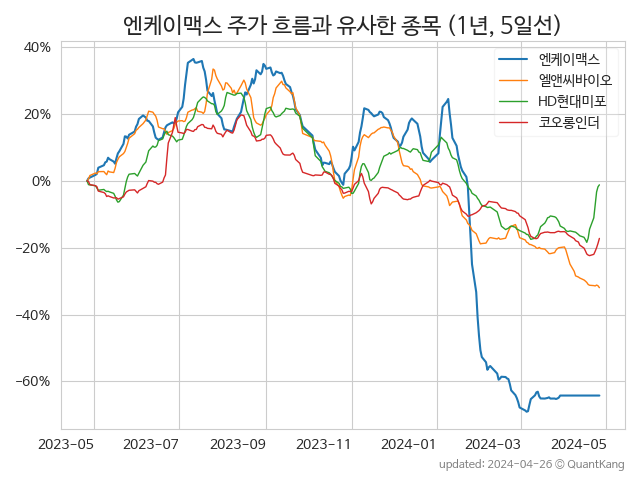 엔케이맥스 주가 흐름과 유사한 종목 (1년, 5일선)
40%
20%
0%
−20%
−40%
−60%
엔케이맥스
엘앤씨바이오
HD현대미포
코오롱인더
2023-05 2023-07 2023-09 2023-11 2024-01 2024-03 2024-05
updated: 2024-04-26 © QuantKang